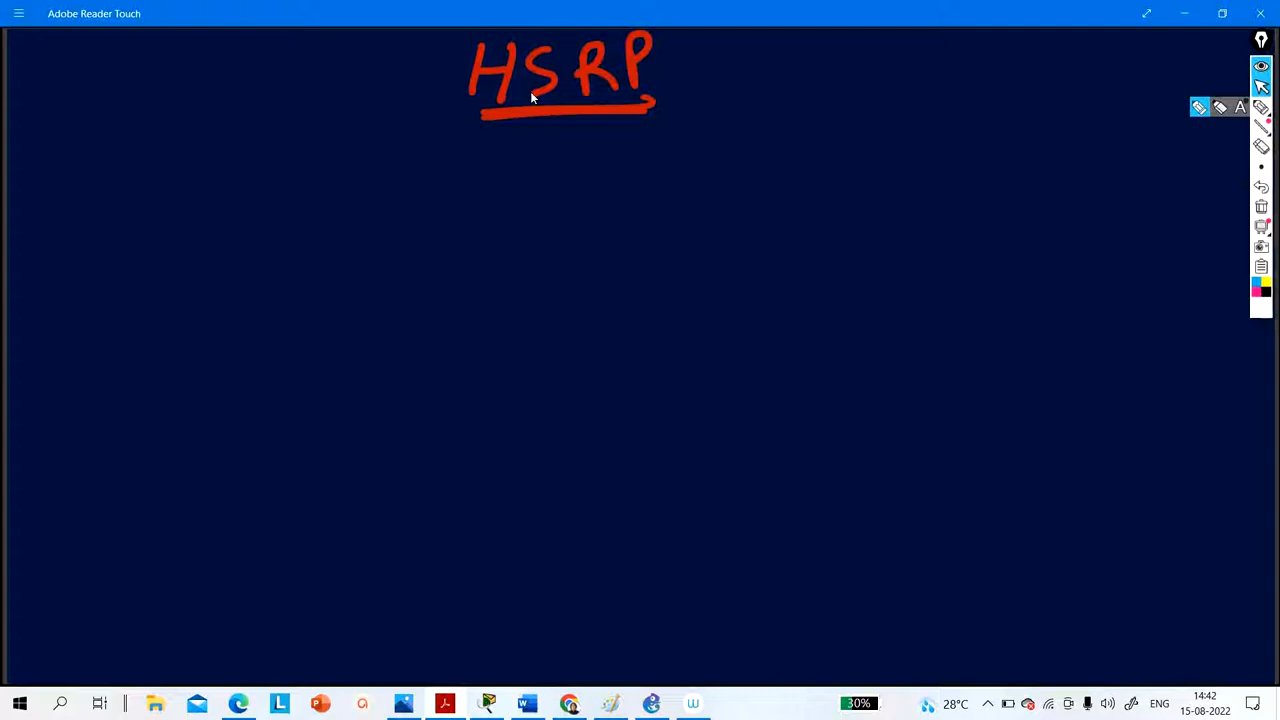 Adobe Reader Touch
HSRP
A
30%
28°C
ENG
14:42
15-08-2022